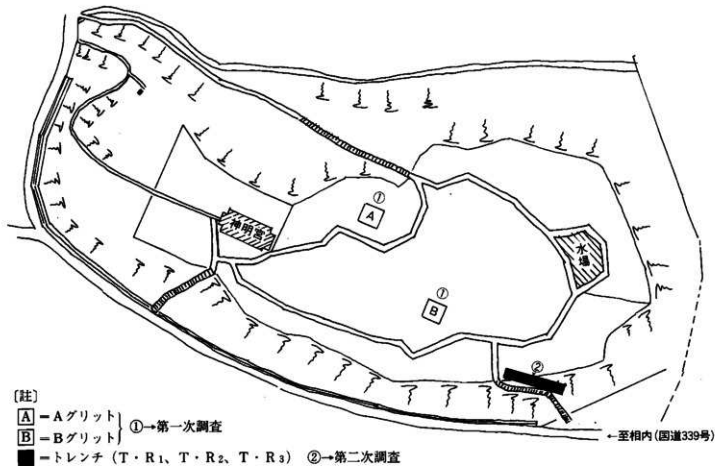 ①
A
神明宮
水場
①
B
②
[註]
A =Aグリット
B =Bグリット
①→第一次調査
=トレンチ (T・R₁、T・R₂、T・R₃) ②→第二次調査
←至相内(国道339号)